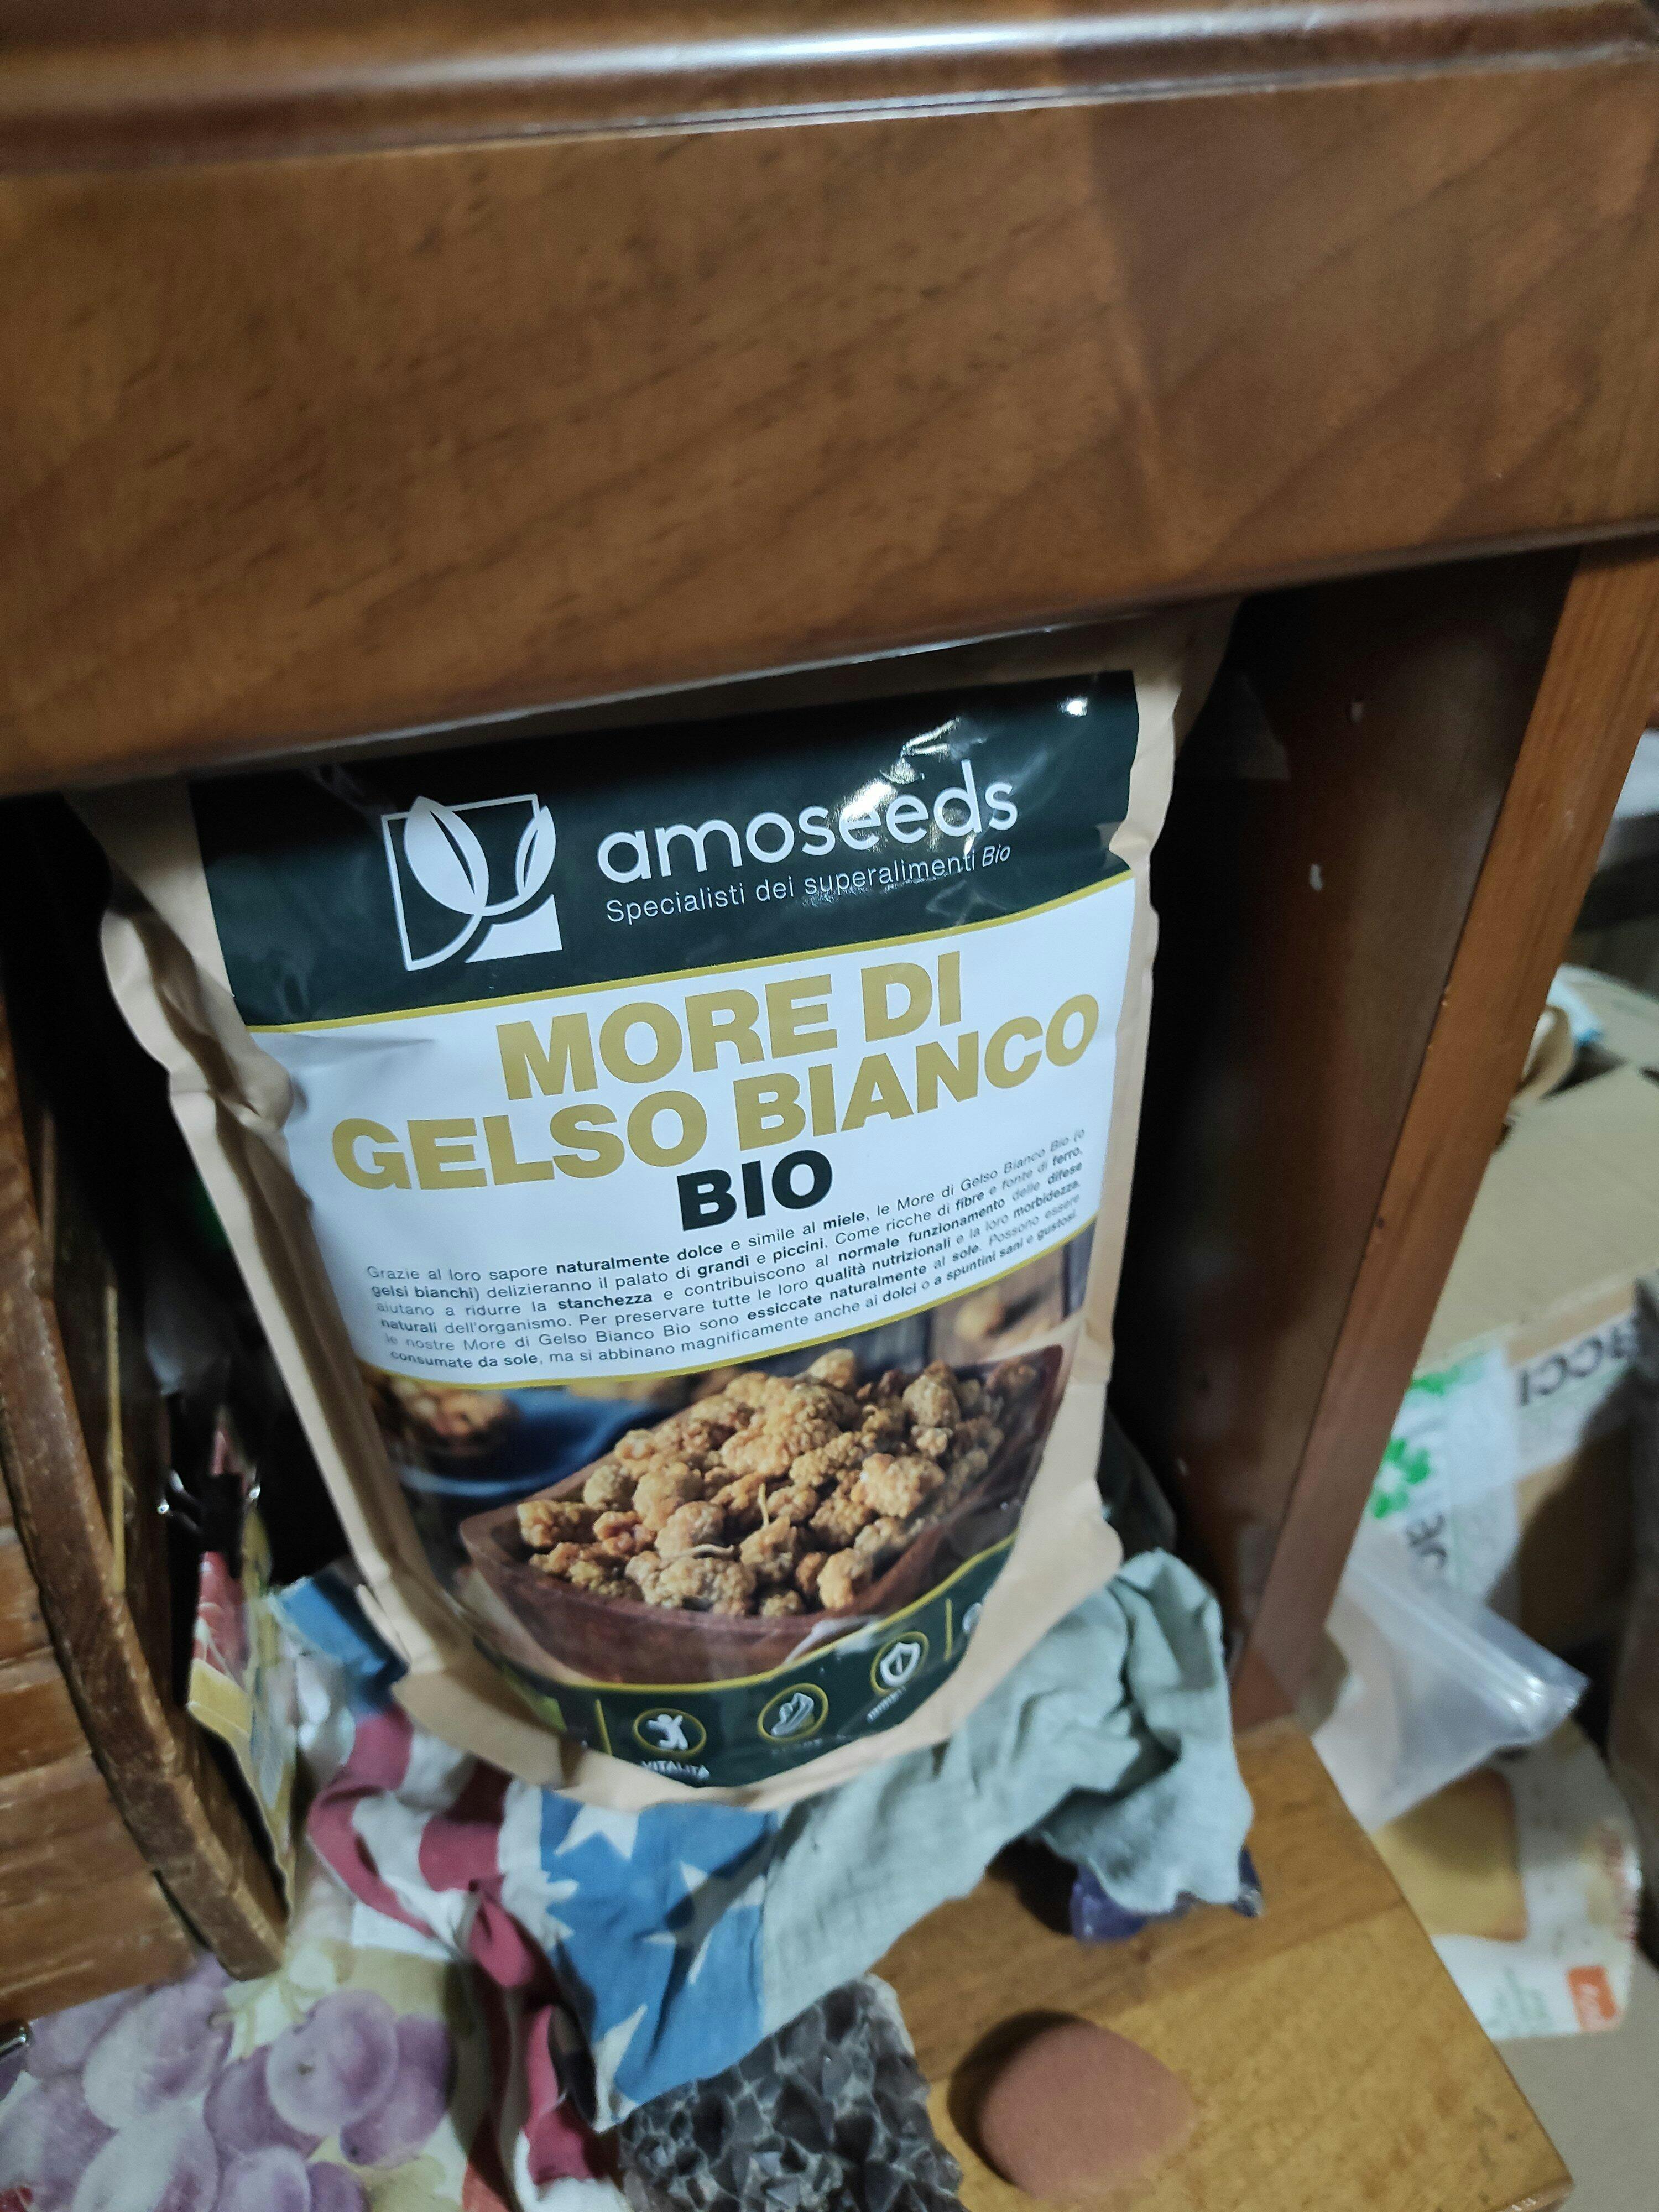 amoseeds
Specialisti dei superalimenti Bio
MORE DI
GELSO BIANCO
BIO
Grazie al loro sapore naturalmente dolce e simile al miele, le More di Gelso Bianco Bio (o
gelsi bianchi) delizieranno il palato di grandi e piccini. Come ricche di fibre e fonte di ferro,
aiutano a ridurre la stanchezza e contribuiscono al normale funzionamento delle difese
naturali dell'organismo. Per preservare tutte le loro qualità nutrizionali e la loro morbidezza,
le nostre More di Gelso Bianco Bio sono essiccate naturalmente al sole. Possono essere
consumate da sole, ma si abbinano magnificamente anche ai dolci o a spuntini sani e gustosi.
VITALITÀ